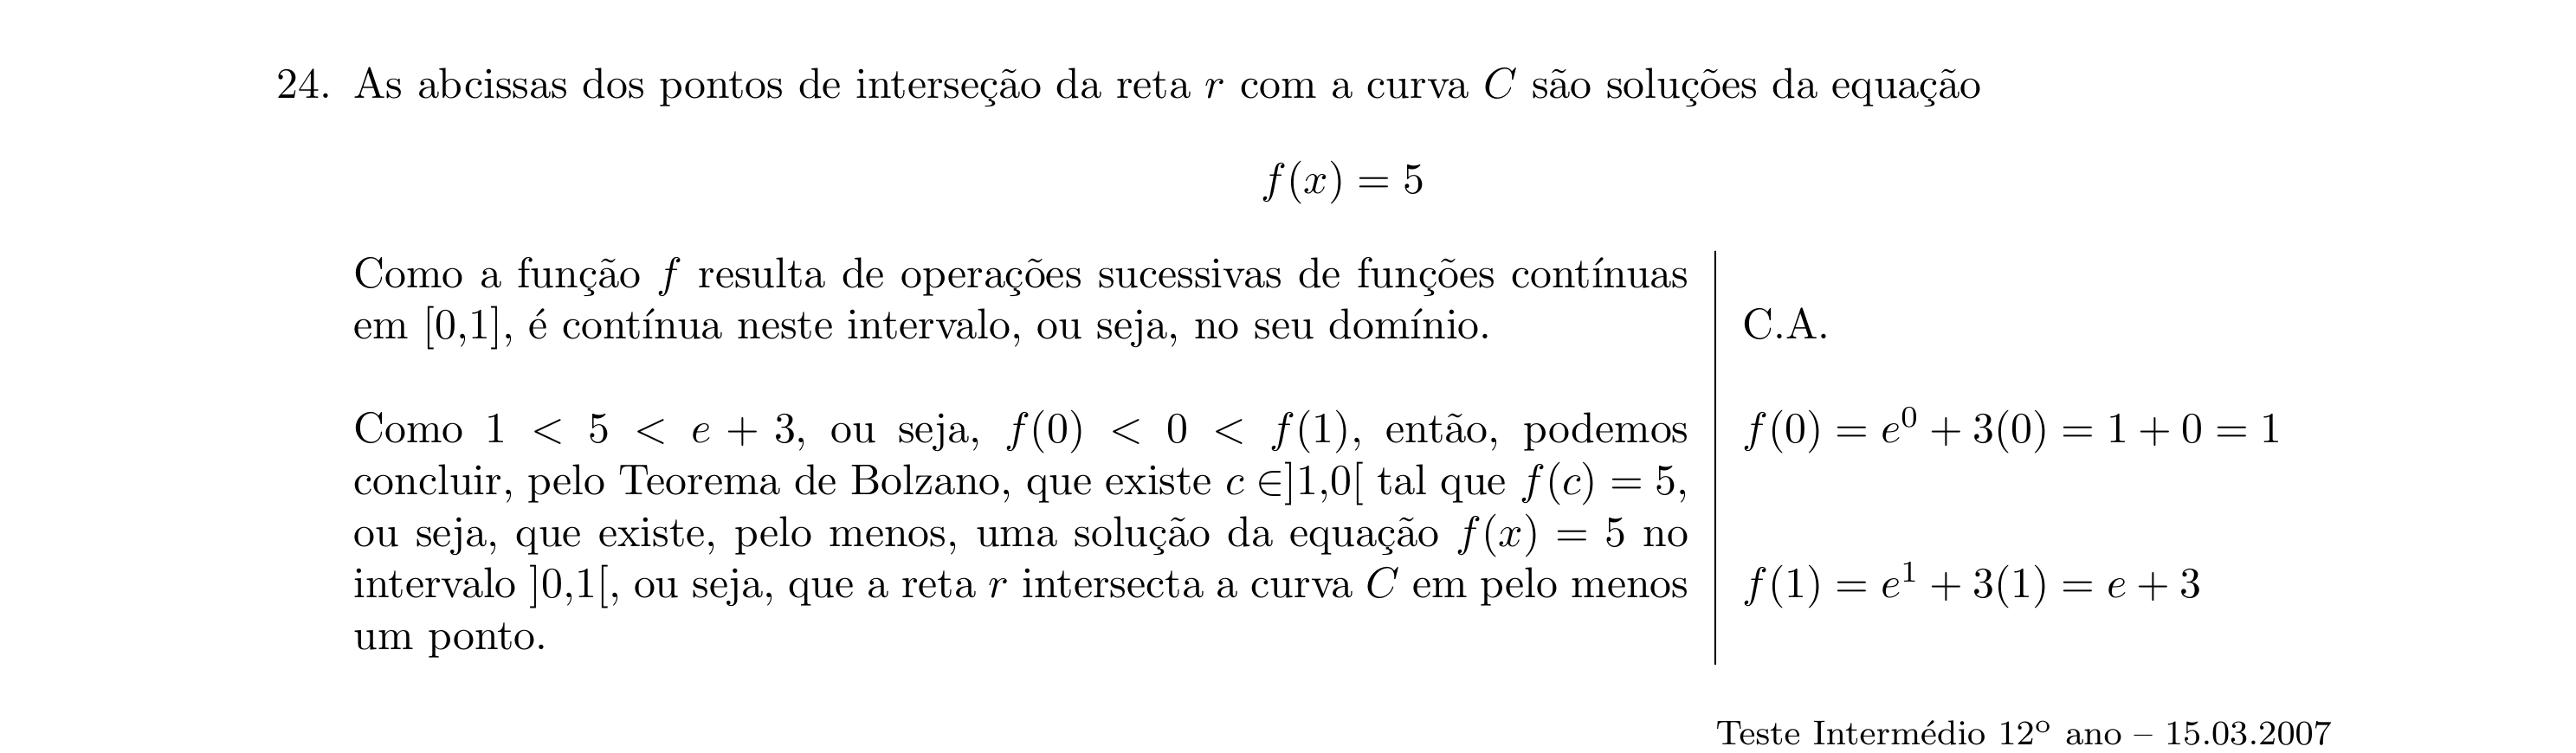 24. As abcissas dos pontos de interseção da reta r com a curva C são soluções da equação
f(x) = 5
Como a função f resulta de operações sucessivas de funções contínuas
em [0,1], é contínua neste intervalo, ou seja, no seu domínio.
Como 1 < 5 < e + 3, ou seja, f(0) < 0 < f(1), então, podemos
concluir, pelo Teorema de Bolzano, que existe c ∈]1,0[ tal que f(c) = 5,
ou seja, que existe, pelo menos, uma solução da equação f(x) = 5 no
intervalo ]0,1[, ou seja, que a reta r intersecta a curva C em pelo menos
um ponto.
C.A.
f(0) = e⁰ + 3(0) = 1 + 0 = 1
f(1) = e¹ + 3(1) = e + 3
Teste Intermédio 12º ano – 15.03.2007